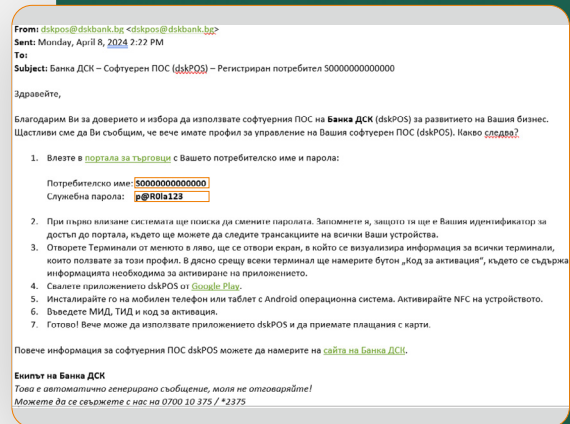 From: dskpos@dskbank.bg <dskpos@dskbank.bg>
Sent: Monday, April 8, 2024 2:22 PM
To:
Subject: Банка ДСК – Софтуерен ПОС (dskPOS) – Регистриран потребител S0000000000000
Здравейте,
Благодарим Ви за доверието и избора да използвате софтуерния ПОС на Банка ДСК (dskPOS) за развитието на Вашия бизнес.
Щастливи сме да Ви съобщим, че вече имате профил за управление на Вашия софтуерен ПОС (dskPOS). Какво следва?
1. Влезте в портала за търговци с Вашето потребителско име и парола:
Потребителско име: S0000000000000
Служебна парола: p@R0la123
2. При първо влизане системата ще поиска да смените паролата. Запомнете я, защото тя ще е Вашия идентификатор за
достъп до портала, където ще можете да следите трансакциите на всички Ваши устройства.
3. Отворете Терминали от менюто в ляво, ще се отвори екран, в който се визуализира информация за всички терминали,
които ползвате за този профил. В дясно срещу всеки терминал ще намерите бутон „Код за активация“, където се съдържа
информацията необходима за активиране на приложението.
4. Свалете приложението dskPOS от Google Play.
5. Инсталирайте го на мобилен телефон или таблет с Android операционна система. Активирайте NFC на устройството.
6. Въведете МИД, ТИД и код за активация.
7. Готово! Вече може да използвате приложението dskPOS и да приемате плащания с карти.
Повече информация за софтуерния ПОС dskPOS можете да намерите на сайта на Банка ДСК.
Екипът на Банка ДСК
Това е автоматично генерирано съобщение, моля не отговаряйте!
Можете да се свържете с нас на 0700 10 375 / *2375